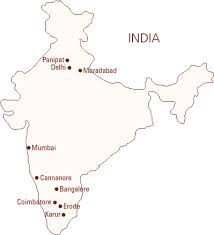 INDIA
Panipat
Delhi
Moradabad
Mumbai
Cannanore
Bangalore
Coimbatore
Erode
Karur